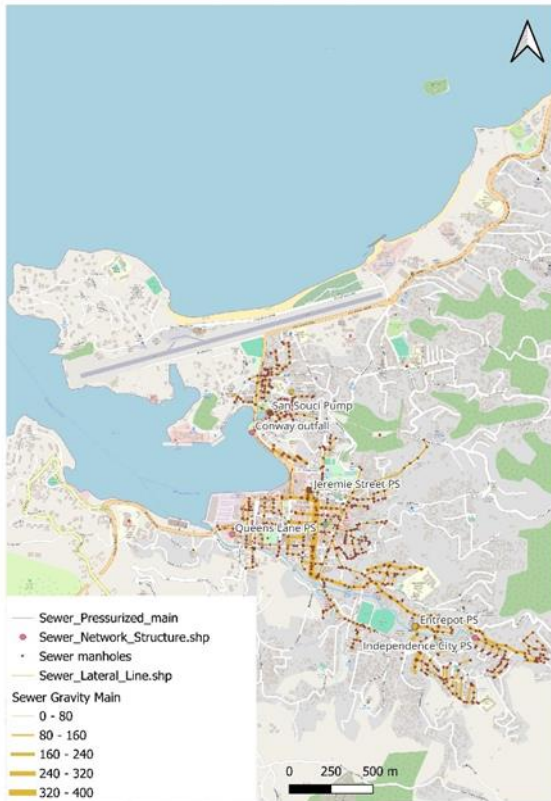 San Souci Pump
Conway outfall
Jeremie Street PS
Queens Lane PS
Entrepot PS
Independence City PS
Sewer_Pressurized_main
Sewer_Network_Structure.shp
Sewer manholes
Sewer_Lateral_Line.shp
Sewer Gravity Main
0 - 80
80 - 160
160 - 240
240 - 320
320 - 400
0 250 500 m